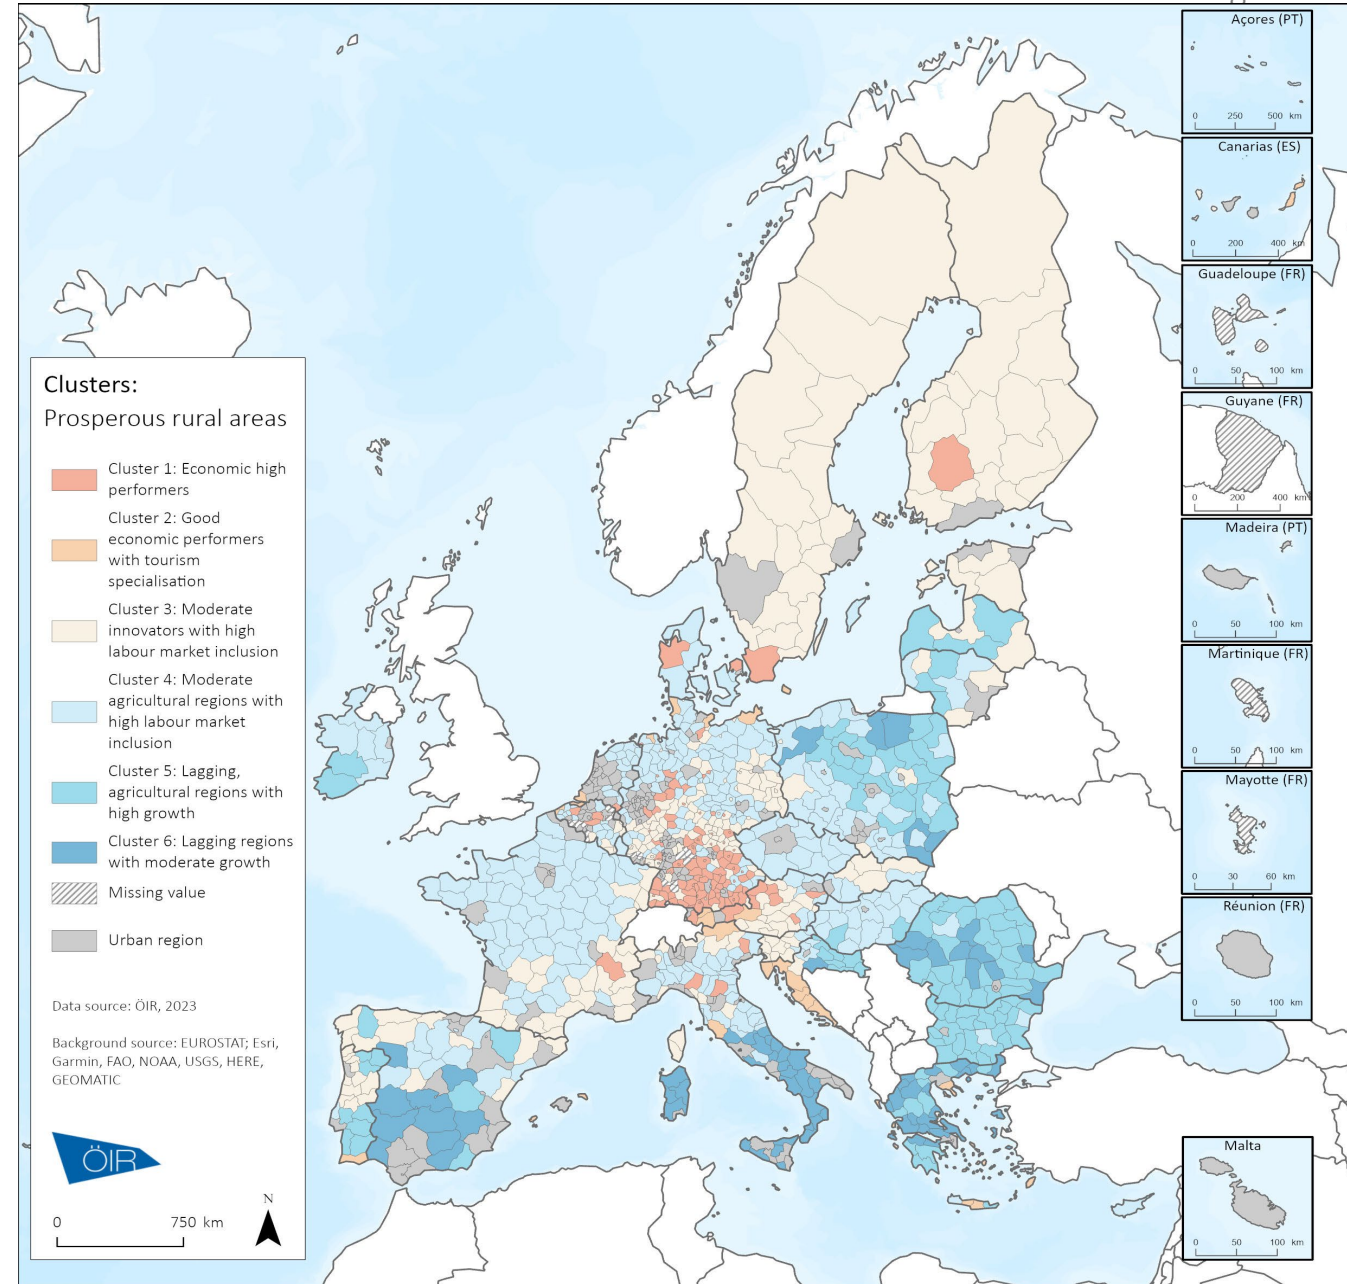 Clusters:
Prosperous rural areas
Cluster 1: Economic high
performers
Cluster 2: Good
economic performers
with tourism
specialisation
Cluster 3: Moderate
innovators with high
labour market inclusion
Cluster 4: Moderate
agricultural regions with
high labour market
inclusion
Cluster 5: Lagging,
agricultural regions with
high growth
Cluster 6: Lagging regions
with moderate growth
Missing value
Urban region
Data source: ÖIR, 2023
Background source: EUROSTAT; Esri,
Garmin, FAO, NOAA, USGS, HERE,
GEOMATIC
ÖIR
N
0 750 km
Açores (PT)
0 250 500 km
Canarias (ES)
0 200 400 km
Guadeloupe (FR)
0 50 100 km
Guyane (FR)
0 200 400 km
Madeira (PT)
0 50 100 km
Martinique (FR)
0 50 100 km
Mayotte (FR)
0 30 60 km
Réunion (FR)
0 50 100 km
Malta
0 50 100 km